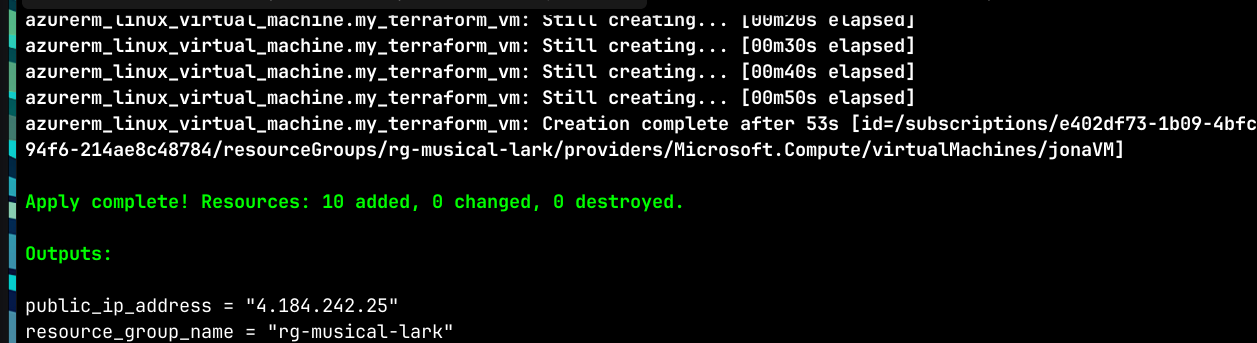 azurerm_linux_virtual_machine.my_terraform_vm: Still creating... [00m20s elapsed]
azurerm_linux_virtual_machine.my_terraform_vm: Still creating... [00m30s elapsed]
azurerm_linux_virtual_machine.my_terraform_vm: Still creating... [00m40s elapsed]
azurerm_linux_virtual_machine.my_terraform_vm: Still creating... [00m50s elapsed]
azurerm_linux_virtual_machine.my_terraform_vm: Creation complete after 53s [id=/subscriptions/e402df73-1b09-4bfc
94f6-214ae8c48784/resourceGroups/rg-musical-lark/providers/Microsoft.Compute/virtualMachines/jonaVM]
Apply complete! Resources: 10 added, 0 changed, 0 destroyed.
Outputs:
public_ip_address = "4.184.242.25"
resource_group_name = "rg-musical-lark"